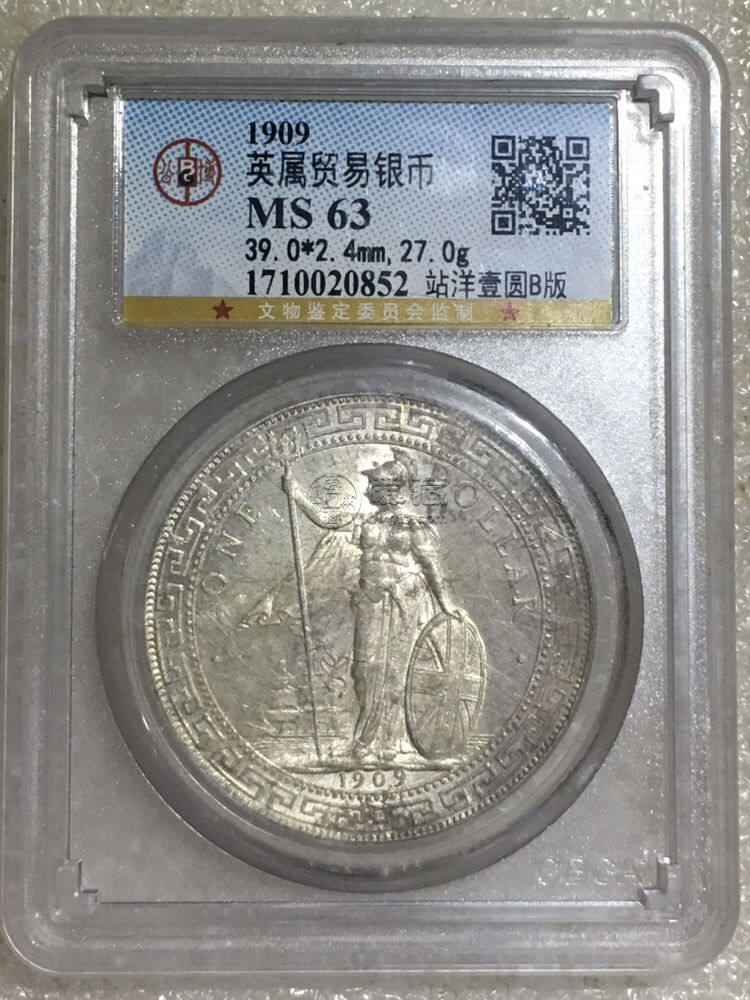 1909
英属贸易银币
MS 63
39.0*2.4mm,27.0g
1710020852 站洋壹圆B版
文物鉴定委员会监制
ONE DOLLAR
1909